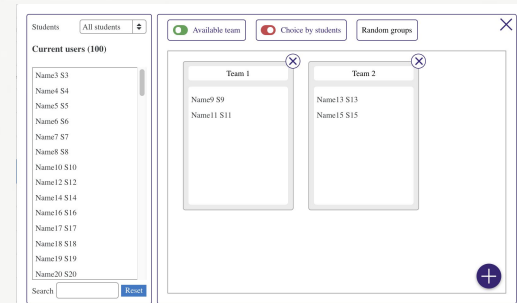 Students
All students
Current users (100)
Name3 S3
Name4 S4
Name5 S5
Name6 S6
Name7 S7
Name8 S8
Name10 S10
Name12 S12
Name14 S14
Name16 S16
Name17 S17
Name18 S18
Name19 S19
Name20 S20
Search
Reset
Available team
Choice by students
Random groups
Team 1
Name9 S9
Name11 S11
Team 2
Name13 S13
Name15 S15